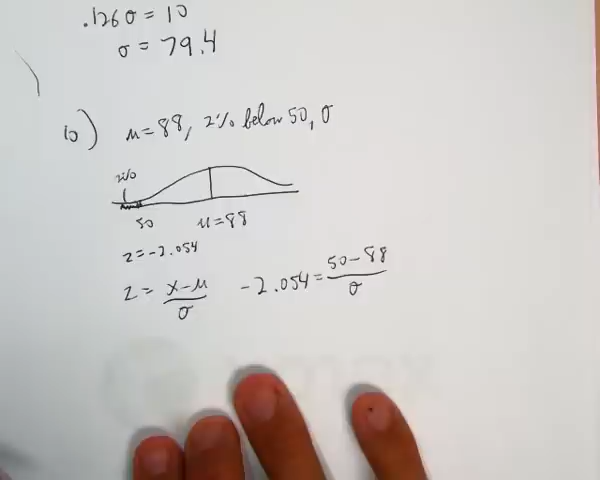 .126σ = 10
σ = 79.4
10) μ = 88, 2% below 50, σ
2%
50 μ = 88
z = -2.054
z = x - μ / σ -2.054 = 50 - 88 / σ